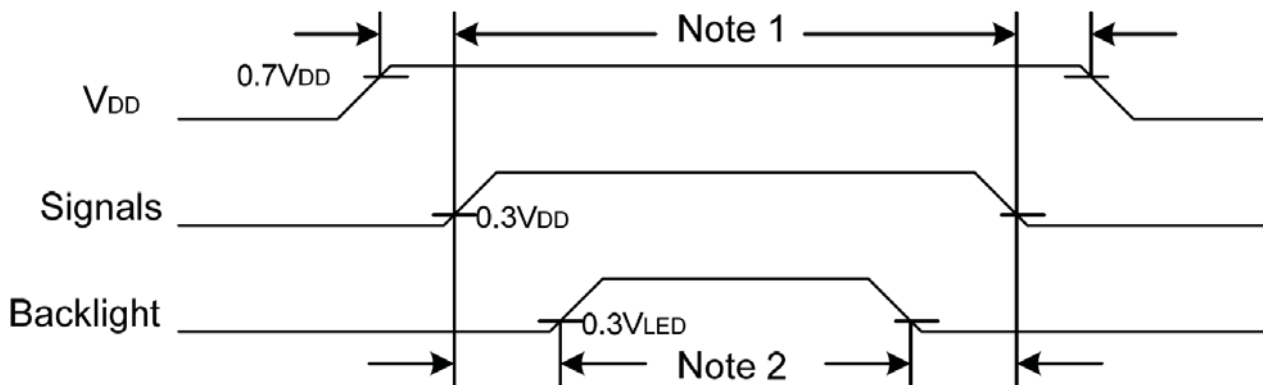 Note 1
0.7VDD
VDD
Signals
0.3VDD
Backlight
0.3VLED
Note 2